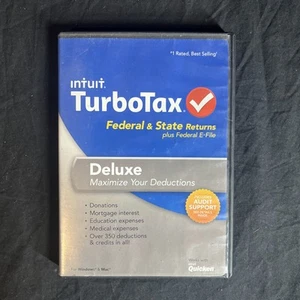 #1 Rated, Best Selling
intuit
TurboTax
Federal & State Returns
plus Federal E-File
Deluxe
Maximize Your Deductions
• Donations
• Mortgage interest
• Education expenses
• Medical expenses
• Over 350 deductions
& credits in all!
AUDIT
SUPPORT
For Windows & Mac
Quicken